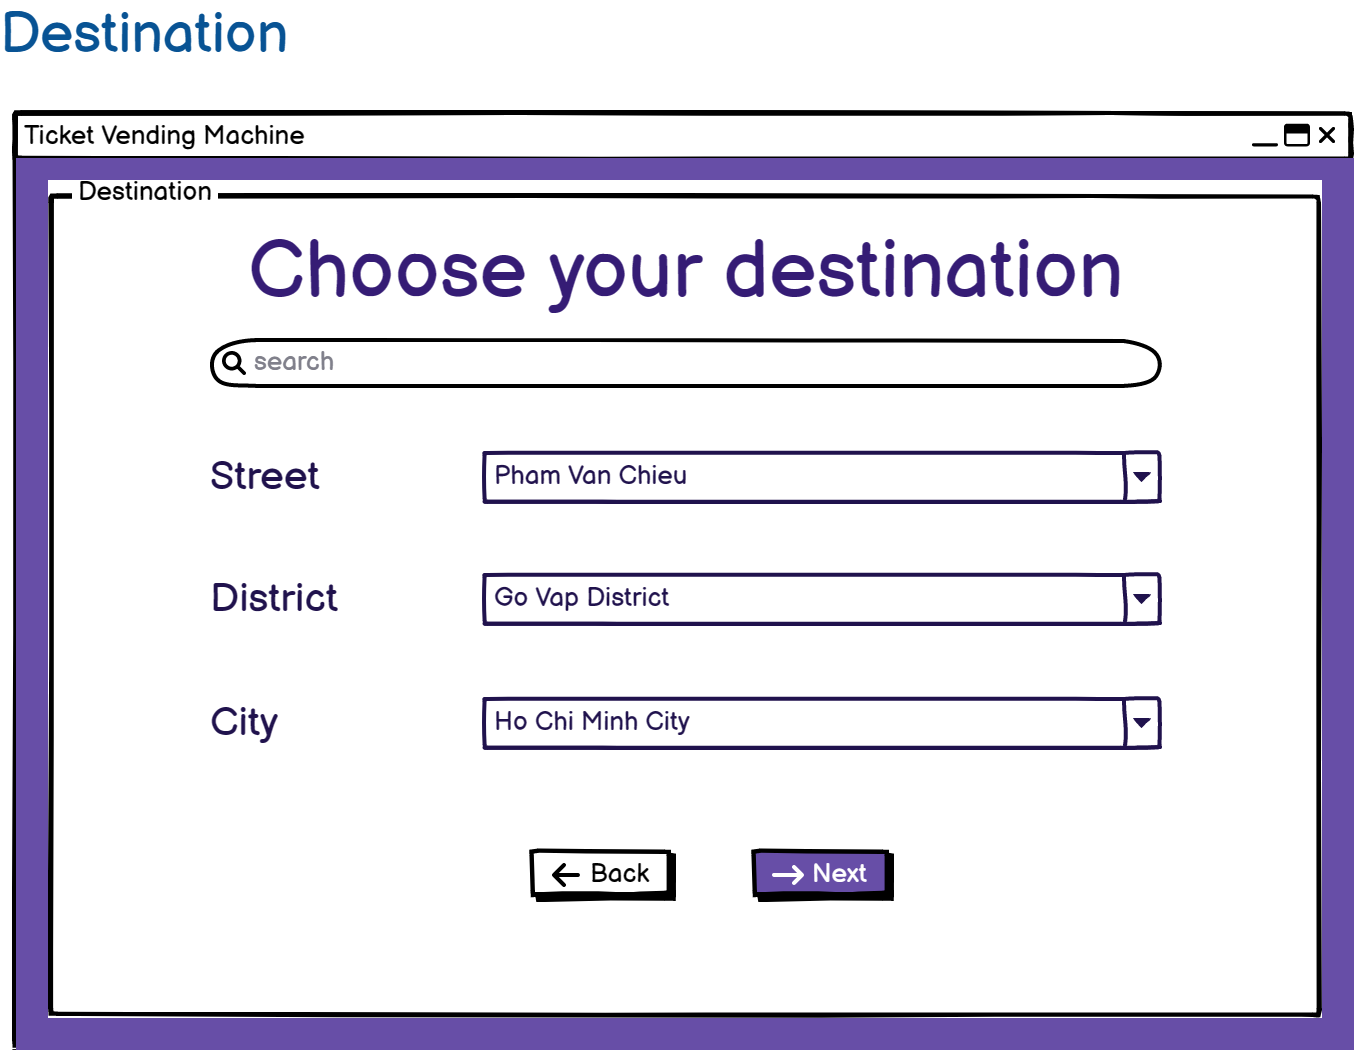 Destination
Ticket Vending Machine
Destination
Choose your destination
search
Street
Pham Van Chieu
District
Go Vap District
City
Ho Chi Minh City
Back
Next